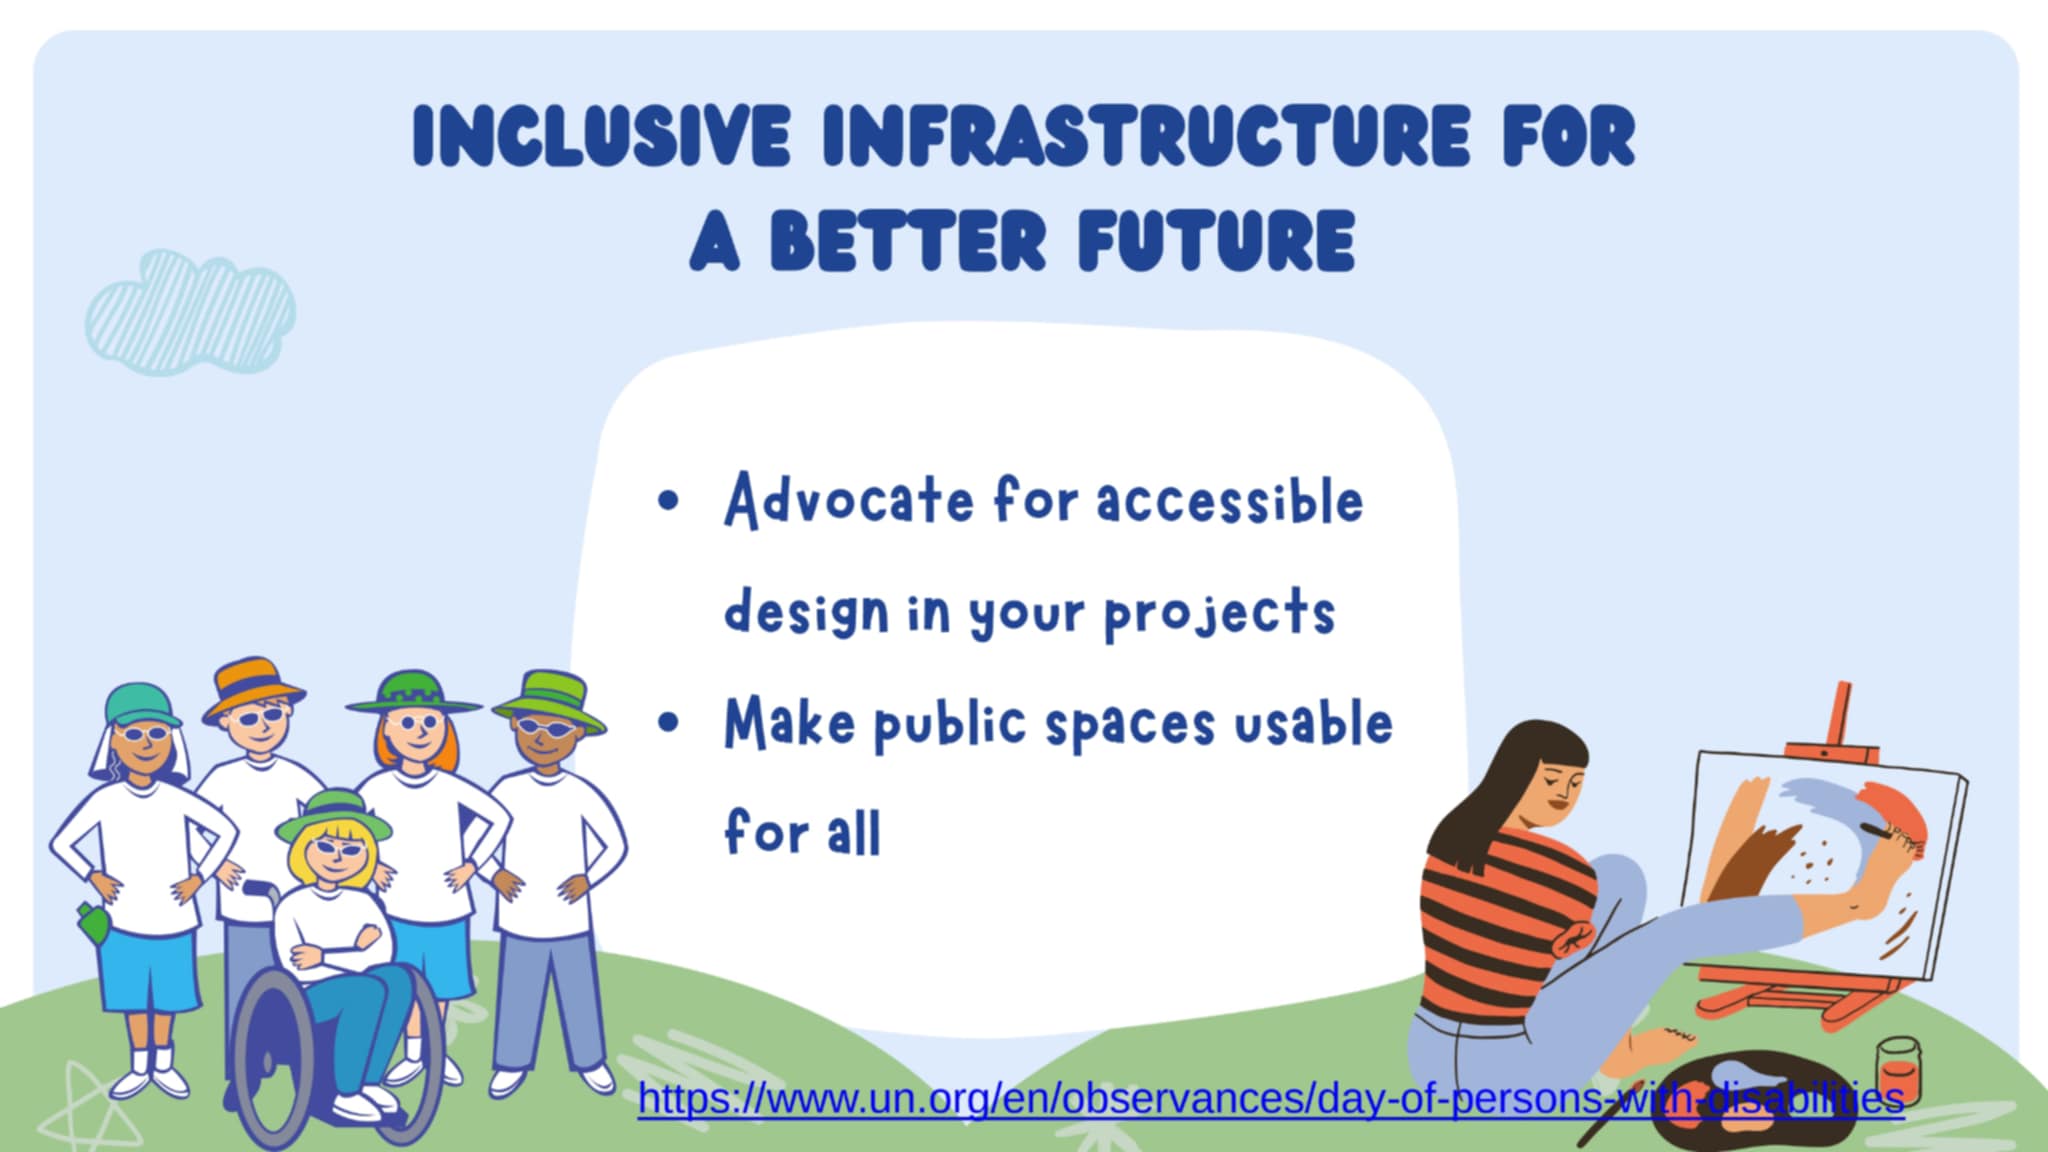 INCLUSIVE INFRASTRUCTURE FOR
A BETTER FUTURE
• Advocate for accessible
design in your projects
• Make public spaces usable
for all
https://www.un.org/en/observances/day-of-persons-with-disabilities